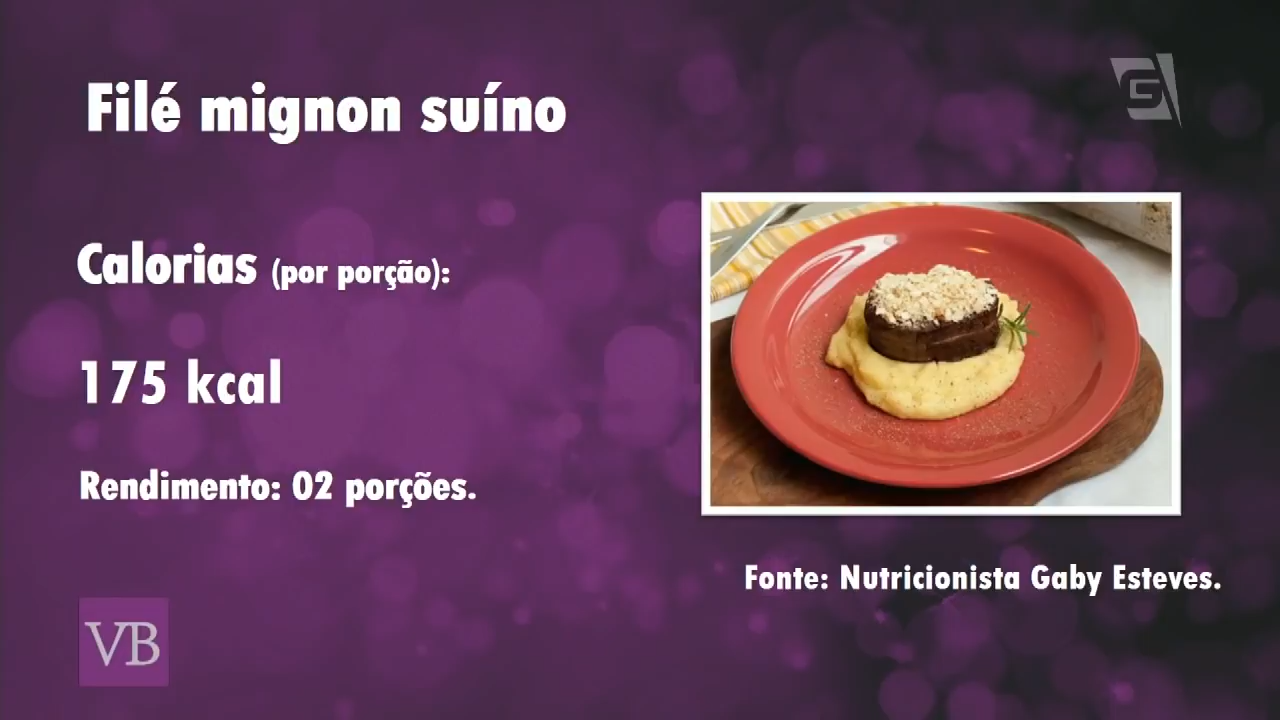 Filé mignon suíno
Calorias (por porção):
175 kcal
Rendimento: 02 porções.
Fonte: Nutricionista Gaby Esteves.
VB